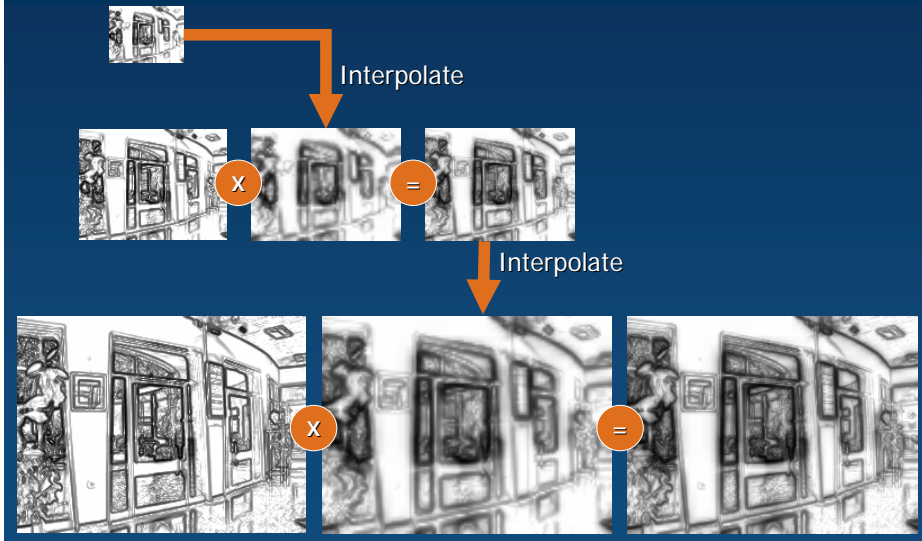 Interpolate
X
=
Interpolate
X
=